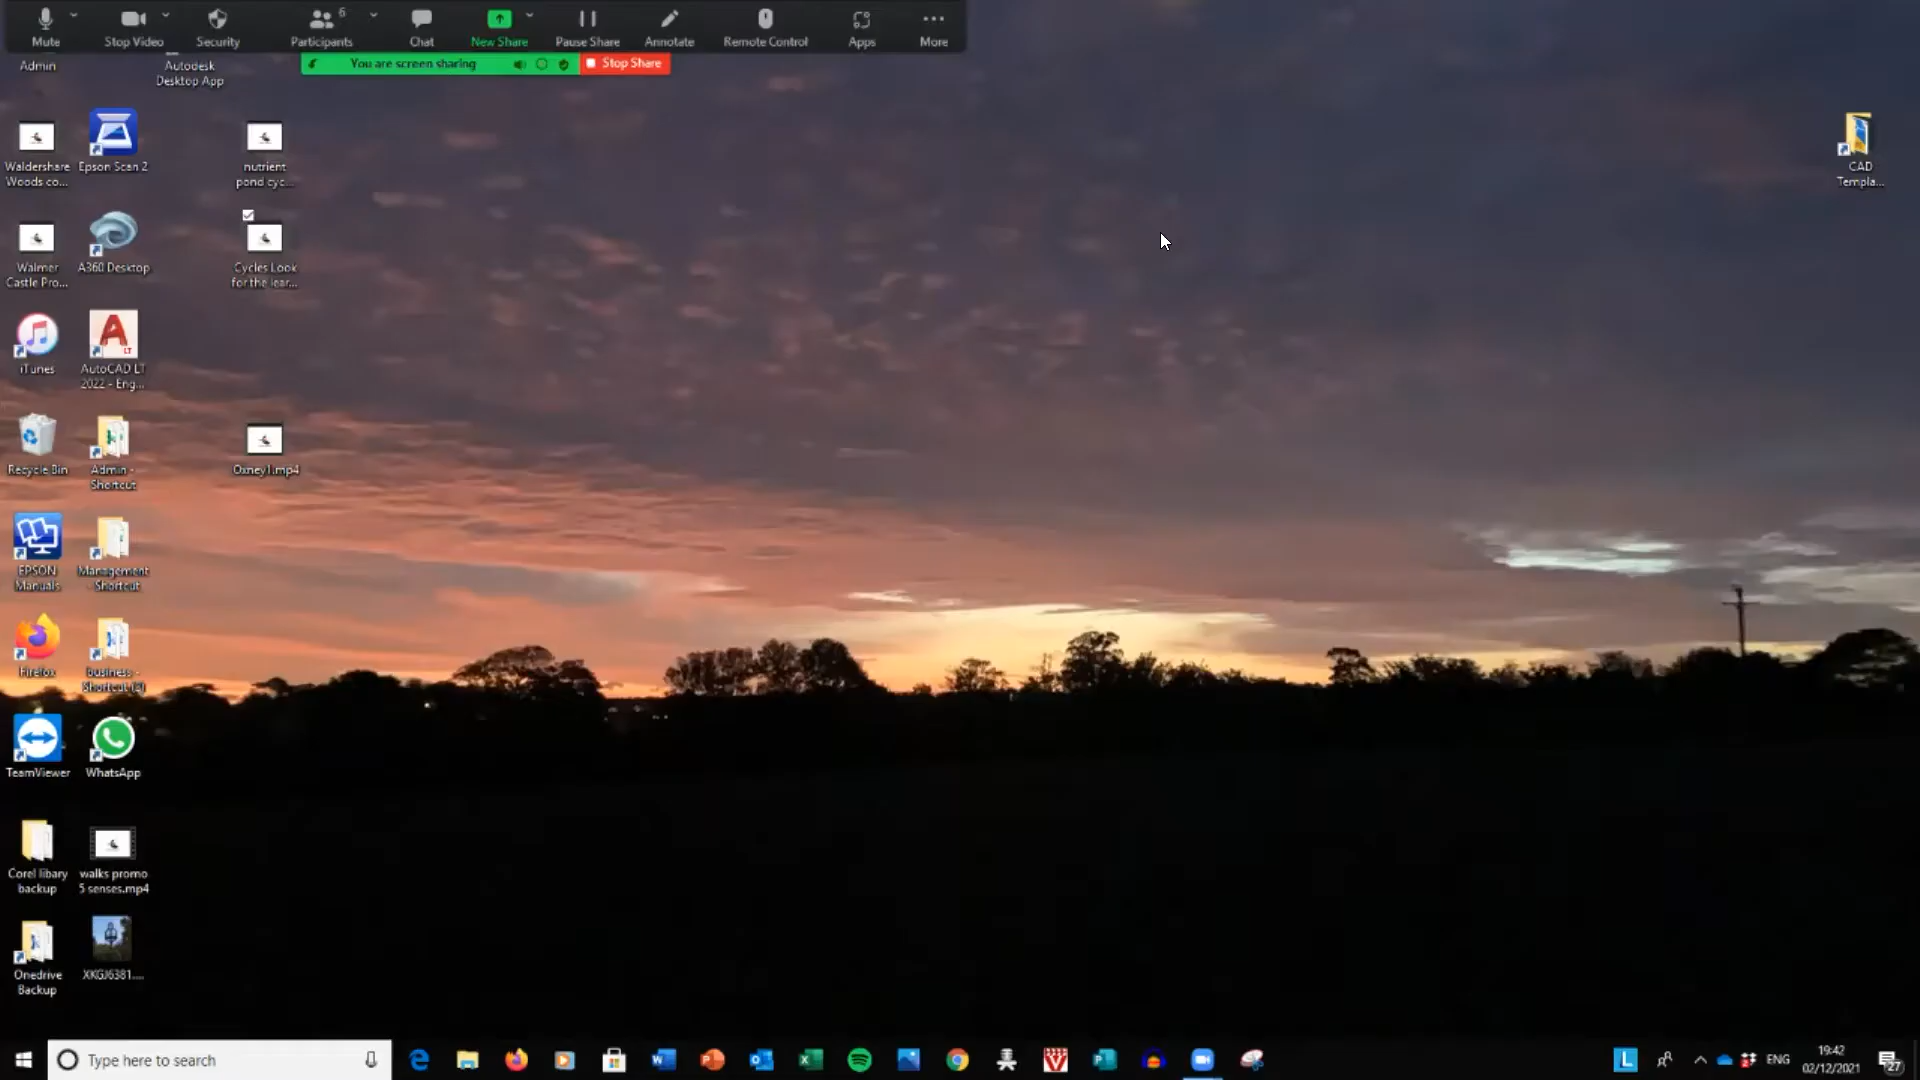 6
Mute
Stop Video
Security
Participants
Chat
New Share
Pause Share
Annotate
Remote Control
Apps
More
You are screen sharing
Stop Share
Admin
Autodesk
Desktop App
Waldershare
Woods co...
Epson Scan 2
nutrient
pond cyc...
CAD
Templa...
Walmer
Castle Pro...
A360 Desktop
Cycles Look
for the lear...
iTunes
AutoCAD LT
2022 - Eng...
Recycle Bin
Admin -
Shortcut
Oxney1.mp4
EPSON
Manuals
Management
- Shortcut
Firefox
Business -
Shortcut (4)
TeamViewer
WhatsApp
Corel libary
backup
walks promo
5 senses.mp4
Onedrive
Backup
XKGJ6381....
Type here to search
ENG
19:42
02/12/2021
27